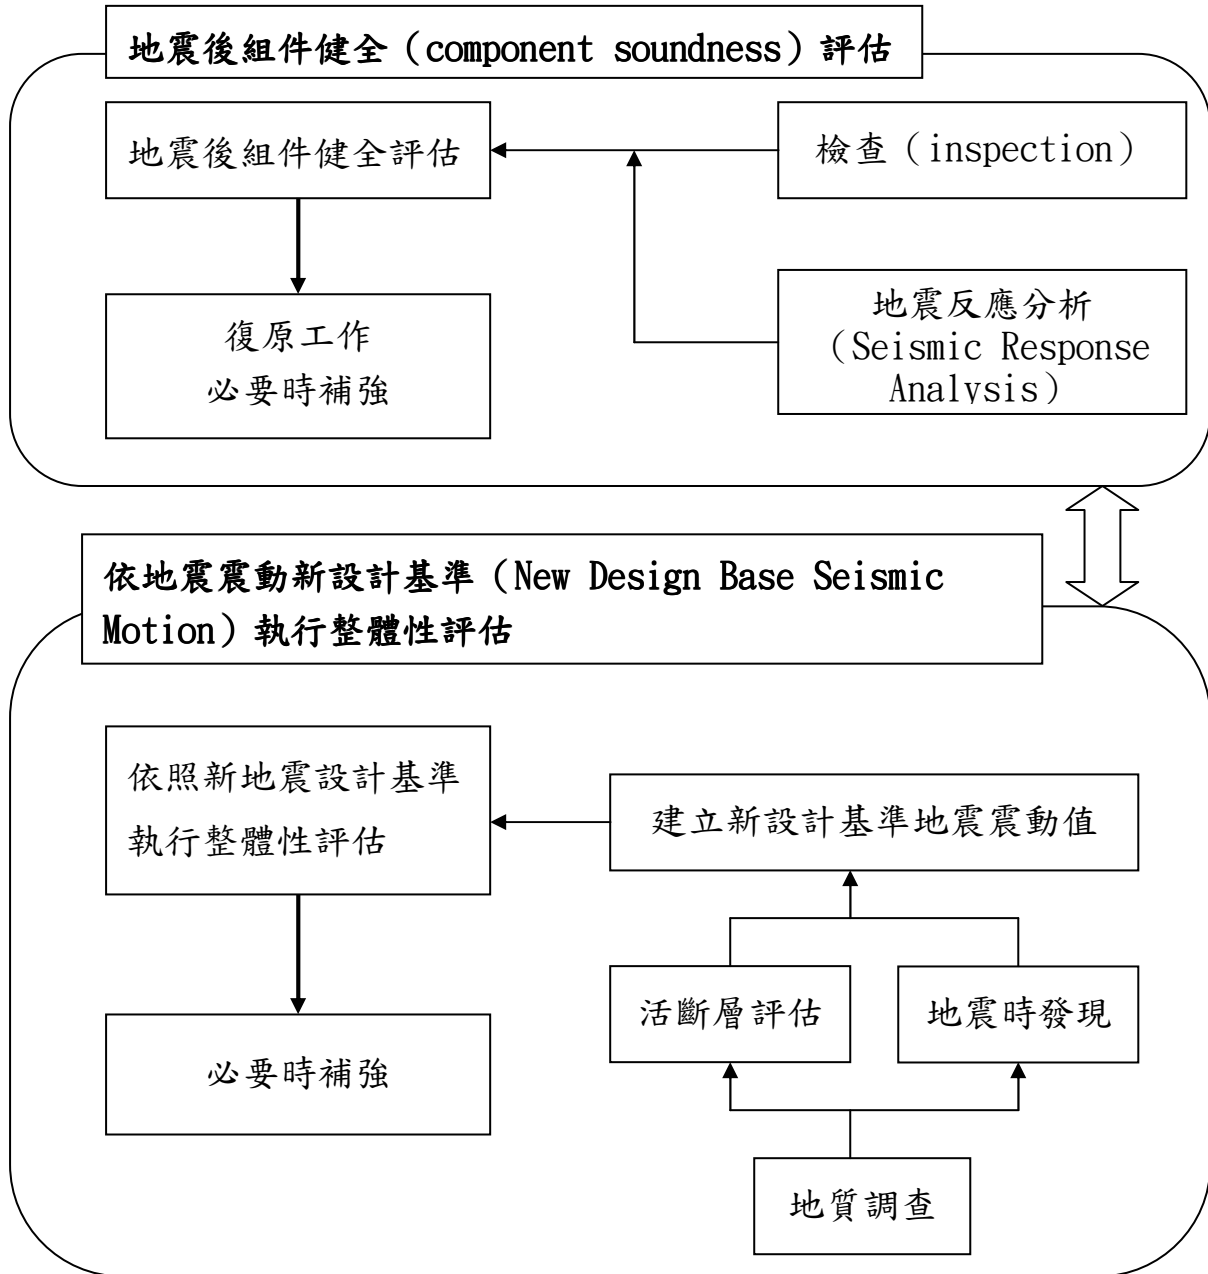 地震後組件健全（component soundness）評估
地震後組件健全評估
檢查（inspection）
復原工作
必要時補強
地震反應分析
（Seismic Response
Analysis）
依地震震動新設計基準（New Design Base Seismic
Motion）執行整體性評估
依照新地震設計基準
執行整體性評估
建立新設計基準地震震動值
活斷層評估
地震時發現
必要時補強
地質調查